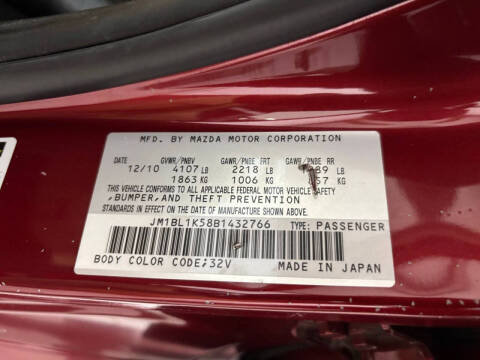 MFD. BY MAZDA MOTOR CORPORATION
GVWR/PNBV GAWR/PNBE FRT GAWR/PNBE RR
12/10 4107 LB 2218 LB LB
1863 KG 1006 KG KG
THIS VEHICLE CONFORMS TO ALL APPLICABLE FEDERAL MOTOR VEHICLE SAFETY
,BUMPER,AND THEFT PREVENTION
STANDARDS IN EFFECT ON THE DATE OF MANUFACTURE SHOWN ABOVE
JM1BL1K58B1432766 TYPE: PASSENGER
BODY COLOR CODE:32V MADE IN JAPAN